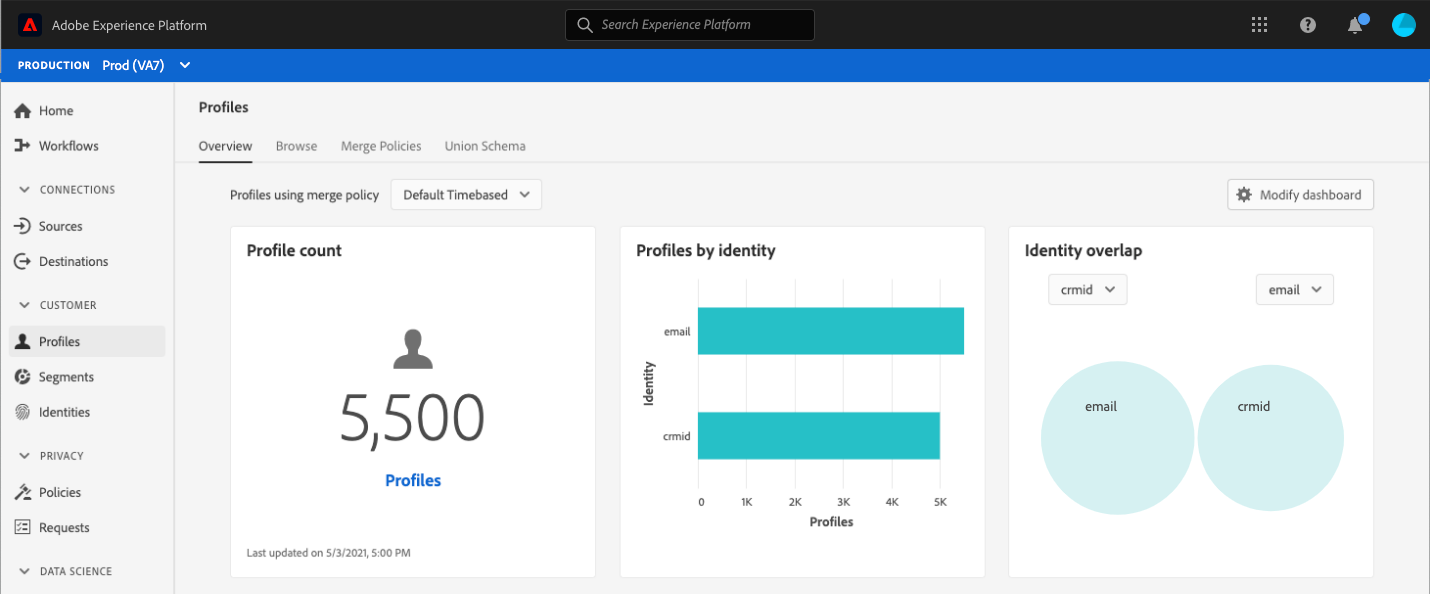 Adobe Experience Platform
Search Experience Platform
PRODUCTION Prod (VA7)
Home
Workflows
CONNECTIONS
Sources
Destinations
CUSTOMER
Profiles
Segments
Identities
PRIVACY
Policies
Requests
DATA SCIENCE
Profiles
Overview Browse Merge Policies Union Schema
Profiles using merge policy Default Timebased
Modify dashboard
Profile count
5,500
Profiles
Last updated on 5/3/2021, 5:00 PM
Profiles by identity
Identity
email
crmid
0 1K 2K 3K 4K 5K
Profiles
Identity overlap
crmid email
email crmid